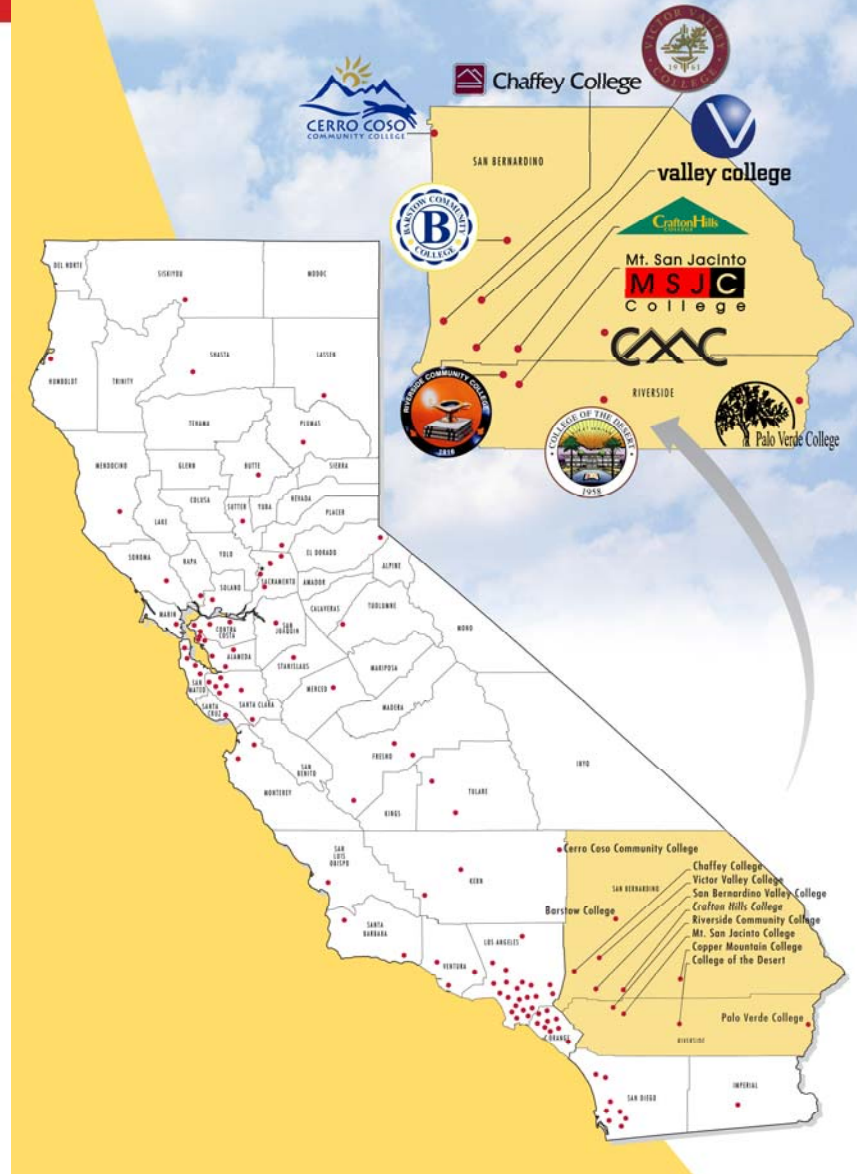 VICTOR VALLEY
COLLEGE
1961
Chaffey College
CERRO COSO
COMMUNITY COLLEGE
SAN BERNARDINO
V
valley college
BARSTOW COMMUNITY
B
COLLEGE
CraftonHills
COLLEGE
Mt. San Jacinto
MSJC
College
CMC
RIVERSIDE COMMUNITY COLLEGE
RIVERSIDE
COLLEGE OF THE DESERT
1958
Palo Verde College
DEL NORTE
SISKIYOU
MODOC
HUMBOLDT
TRINITY
SHASTA
LASSEN
TEHAMA
PLUMAS
MENDOCINO
GLENN
BUTTE
SIERRA
COLUSA
SUTTER
YUBA
NEVADA
PLACER
LAKE
SONOMA
NAPA
YOLO
EL DORADO
SOLANO
SACRAMENTO
AMADOR
ALPINE
MARIN
CONTRA
COSTA
SAN
JOAQUIN
CALAVERAS
TUOLUMNE
MONO
ALAMEDA
STANISLAUS
MARIPOSA
SAN
MATEO
SANTA CLARA
MERCED
SANTA
CRUZ
MADERA
SAN
BENITO
FRESNO
INYO
MONTEREY
KINGS
TULARE
SAN
LUIS
OBISPO
KERN
Cerro Coso Community College
SAN BERNARDINO
Chaffey College
Victor Valley College
San Bernardino Valley College
Crafton Hills College
Barstow College
Riverside Community College
Mt. San Jacinto College
Copper Mountain College
College of the Desert
SANTA
BARBARA
VENTURA
LOS ANGELES
Palo Verde College
ORANGE
RIVERSIDE
SAN DIEGO
IMPERIAL